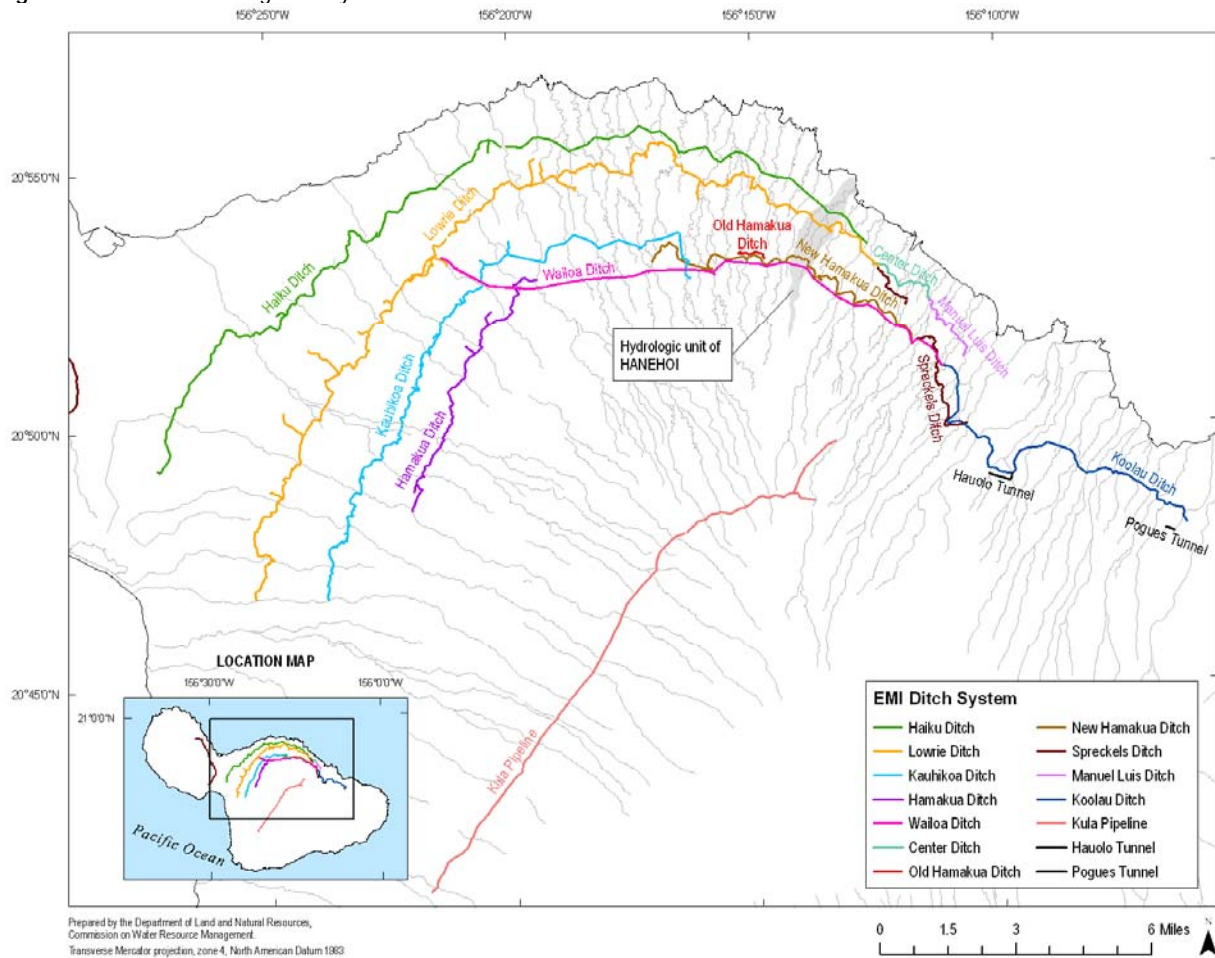 156°25'0"W
156°20'0"W
156°15'0"W
156°10'0"W
20°55'0"N
20°50'0"N
20°45'0"N
Haiku Ditch
Lowrie Ditch
Kauhikoa Ditch
Hamakua Ditch
Wailoa Ditch
Old Hamakua
Ditch
New Hamakua Ditch
Center Ditch
Manuel Luis Ditch
Spreckels Ditch
Hydrologic unit of
HANEHOI
Hauolo Tunnel
Koolau Ditch
Pogues Tunnel
Kula Pipeline
LOCATION MAP
156°30'0"W
156°0'0"W
21°0'0"N
Pacific Ocean
EMI Ditch System
Haiku Ditch
Lowrie Ditch
Kauhikoa Ditch
Hamakua Ditch
Wailoa Ditch
Center Ditch
Old Hamakua Ditch
New Hamakua Ditch
Spreckels Ditch
Manuel Luis Ditch
Koolau Ditch
Kula Pipeline
Hauolo Tunnel
Pogues Tunnel
Prepared by the Department of Land and Natural Resources,
Commission on Water Resource Management.
Transverse Mercator projection, zone 4, North American Datum 1983
0 1.5 3 6 Miles
N